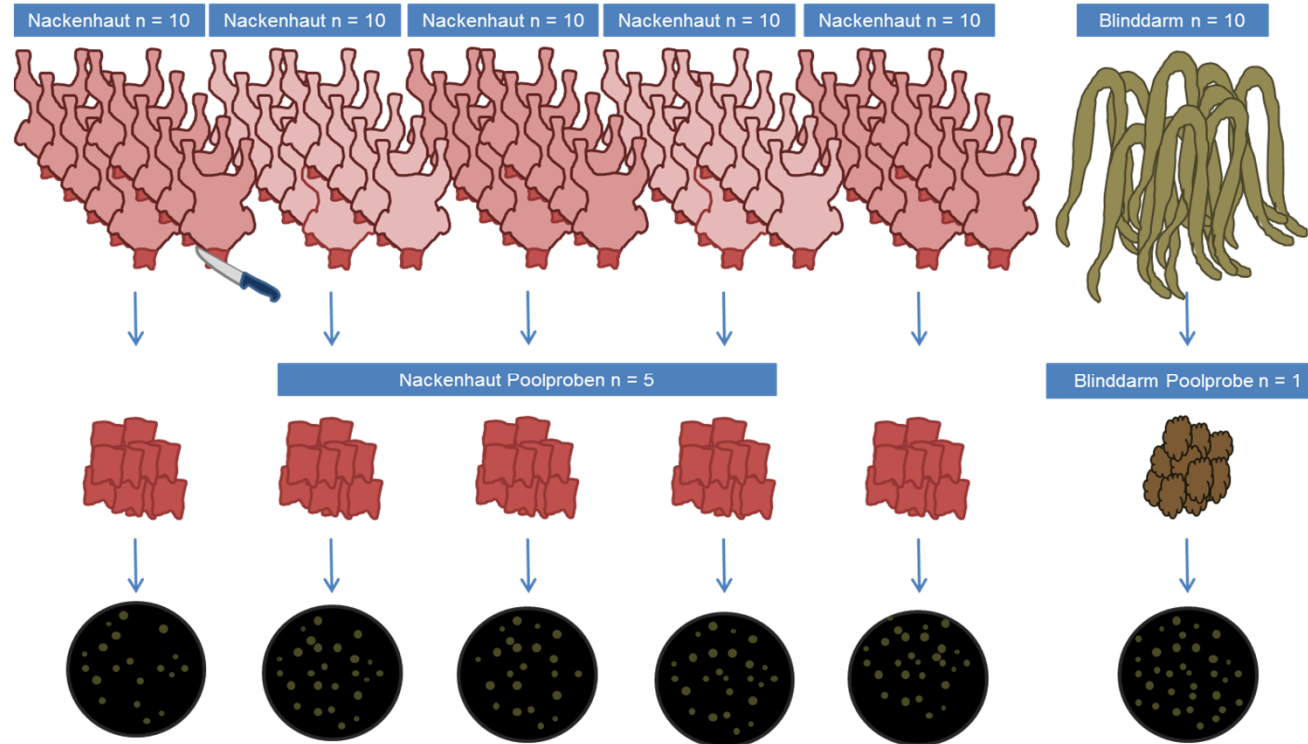 Nackenhaut n = 10
Nackenhaut n = 10
Nackenhaut n = 10
Nackenhaut n = 10
Nackenhaut n = 10
Blinddarm n = 10
Nackenhaut Poolproben n = 5
Blinddarm Poolprobe n = 1